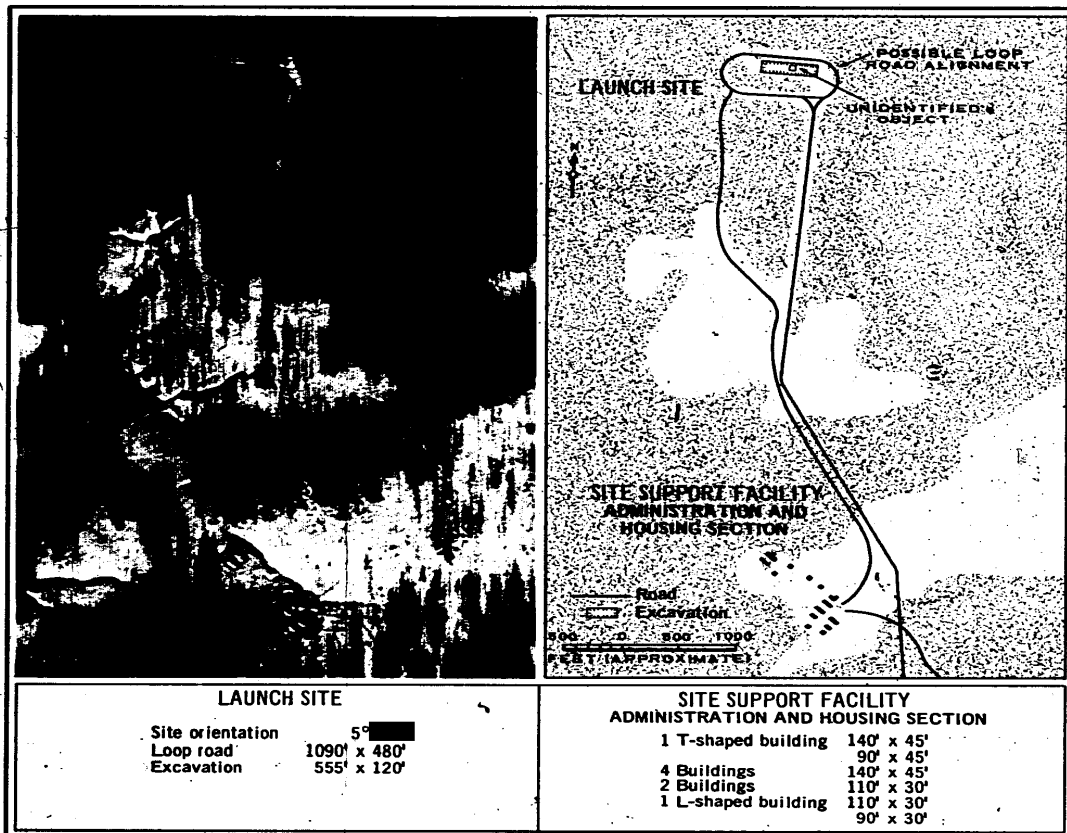 POSSIBLE LOOP
ROAD ALIGNMENT
LAUNCH SITE
UNIDENTIFIED
OBJECT
N
SITE SUPPORT FACILITY
ADMINISTRATION AND
HOUSING SECTION
Road
Excavation
500 0 500 1000
FEET (APPROXIMATE)
LAUNCH SITE
Site orientation 5°
Loop road 1090' x 480'
Excavation 555' x 120'
SITE SUPPORT FACILITY
ADMINISTRATION AND HOUSING SECTION
1 T-shaped building 140' x 45'
90' x 45'
4 Buildings 140' x 45'
2 Buildings 110' x 30'
1 L-shaped building 110' x 30'
90' x 30'